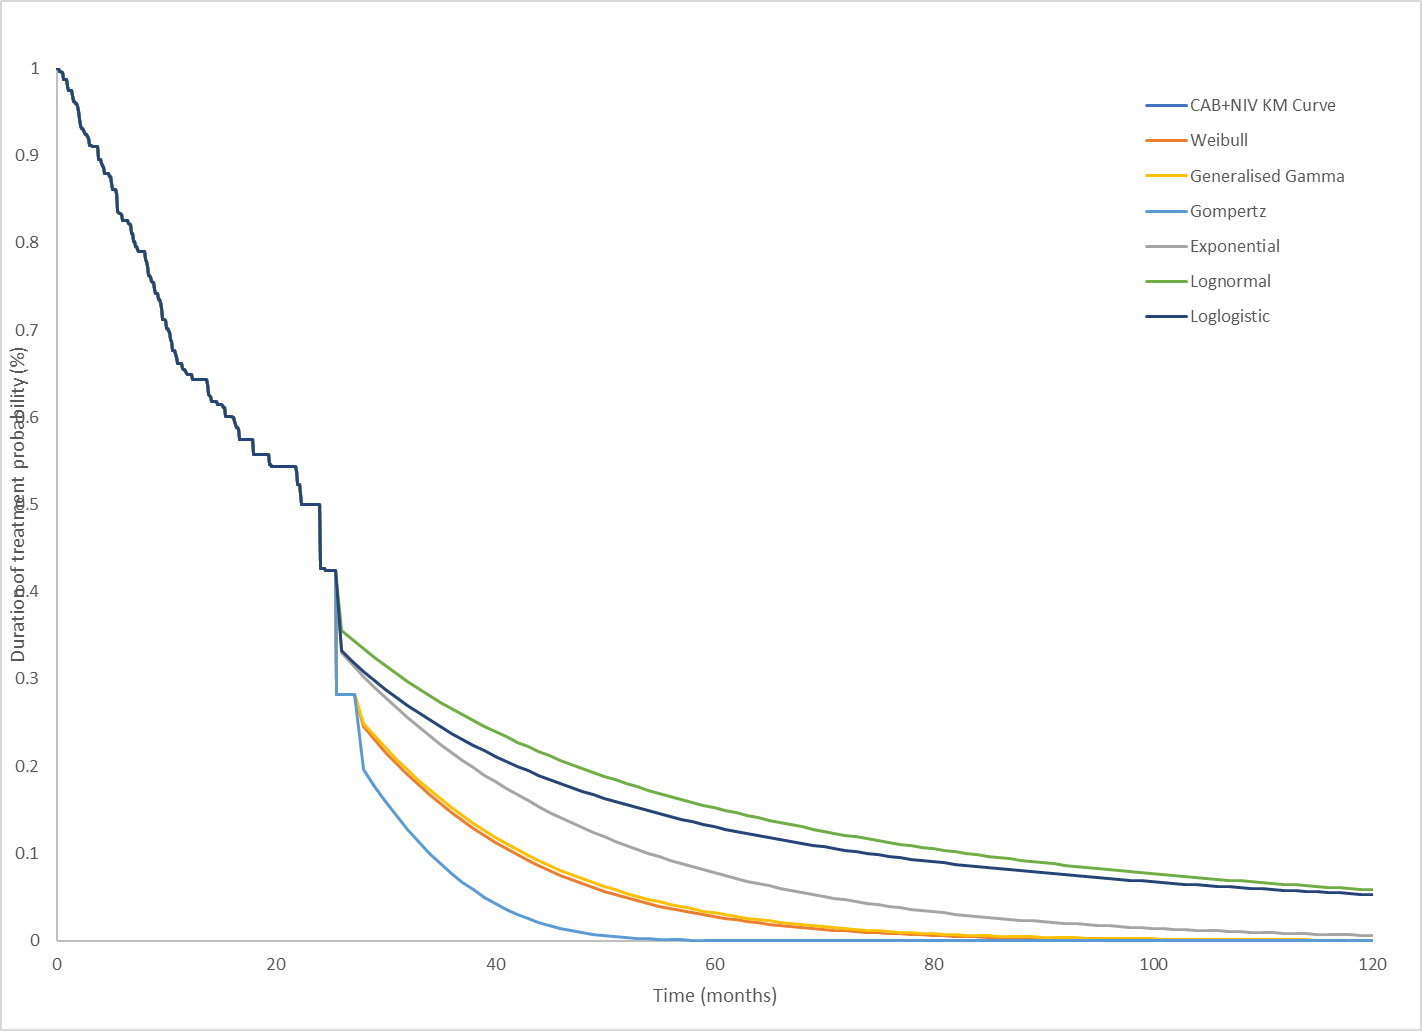 1
0.9
0.8
0.7
0.6
0.5
0.4
0.3
0.2
0.1
0
Duration of treatment probability (%)
CAB+NIV KM Curve
Weibull
Generalised Gamma
Gompertz
Exponential
Lognormal
Loglogistic
0 20 40 60 80 100 120
Time (months)